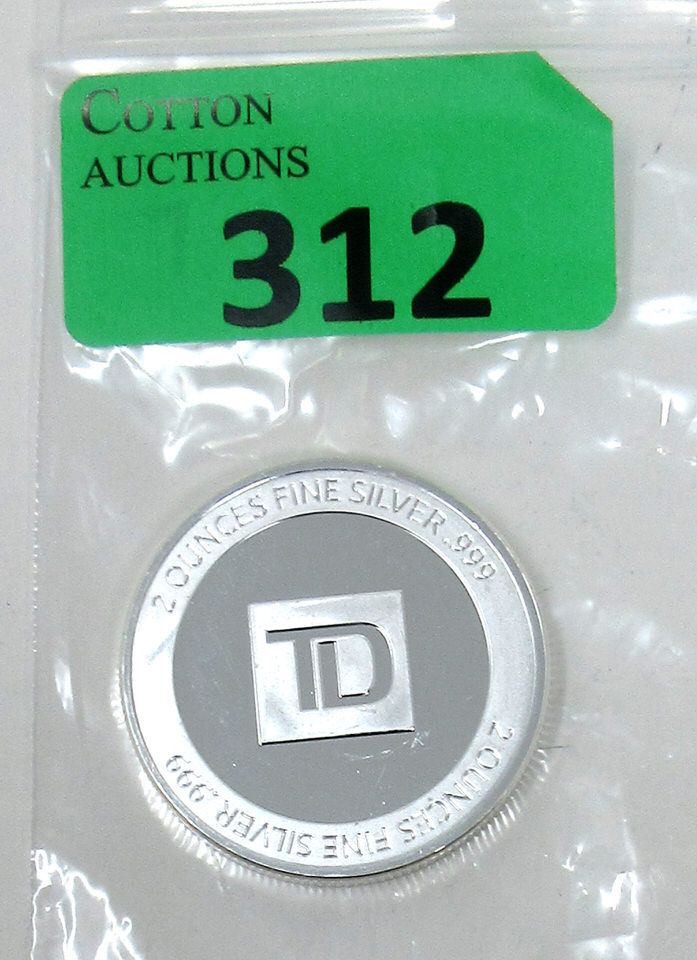 COTTON
AUCTIONS
312
2 OUNCES FINE SILVER .999
TD
2 OUNCES FINE SILVER .999